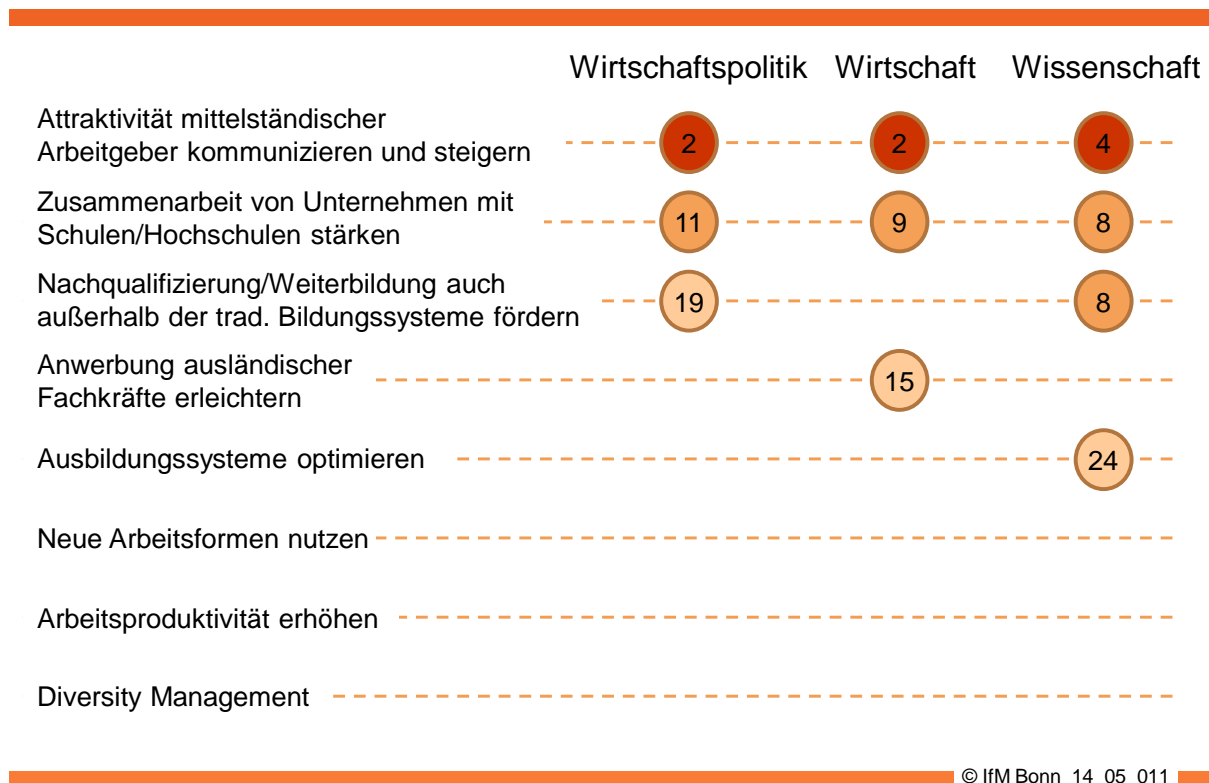 Wirtschaftspolitik Wirtschaft Wissenschaft
Attraktivität mittelständischer
Arbeitgeber kommunizieren und steigern
2 2 4
Zusammenarbeit von Unternehmen mit
Schulen/Hochschulen stärken
11 9 8
Nachqualifizierung/Weiterbildung auch
außerhalb der trad. Bildungssysteme fördern
19 8
Anwerbung ausländischer
Fachkräfte erleichtern
15
Ausbildungssysteme optimieren
24
Neue Arbeitsformen nutzen
Arbeitsproduktivität erhöhen
Diversity Management
© IfM Bonn 14 05 011